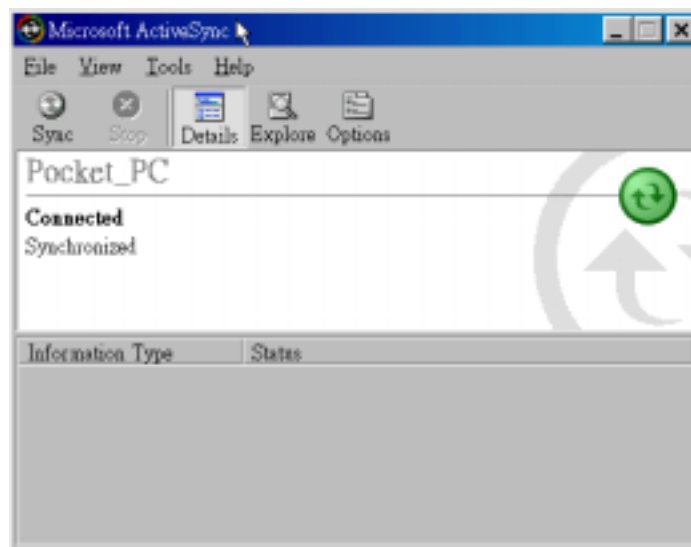 Microsoft ActiveSync
File View Tools Help
Sync Stop Details Explore Options
Pocket_PC
Connected
Synchronized
Information Type Status